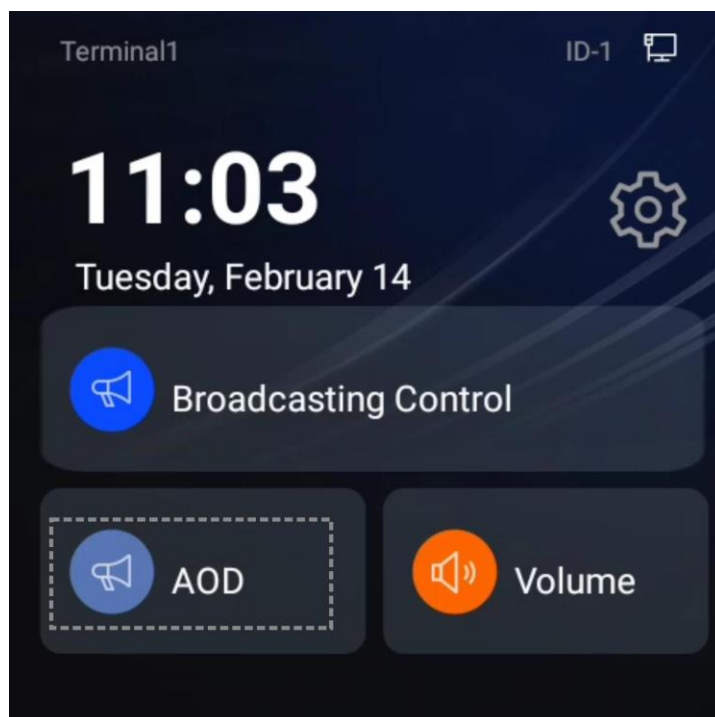 Terminal1 ID-1
11:03
Tuesday, February 14
Broadcasting Control
AOD Volume